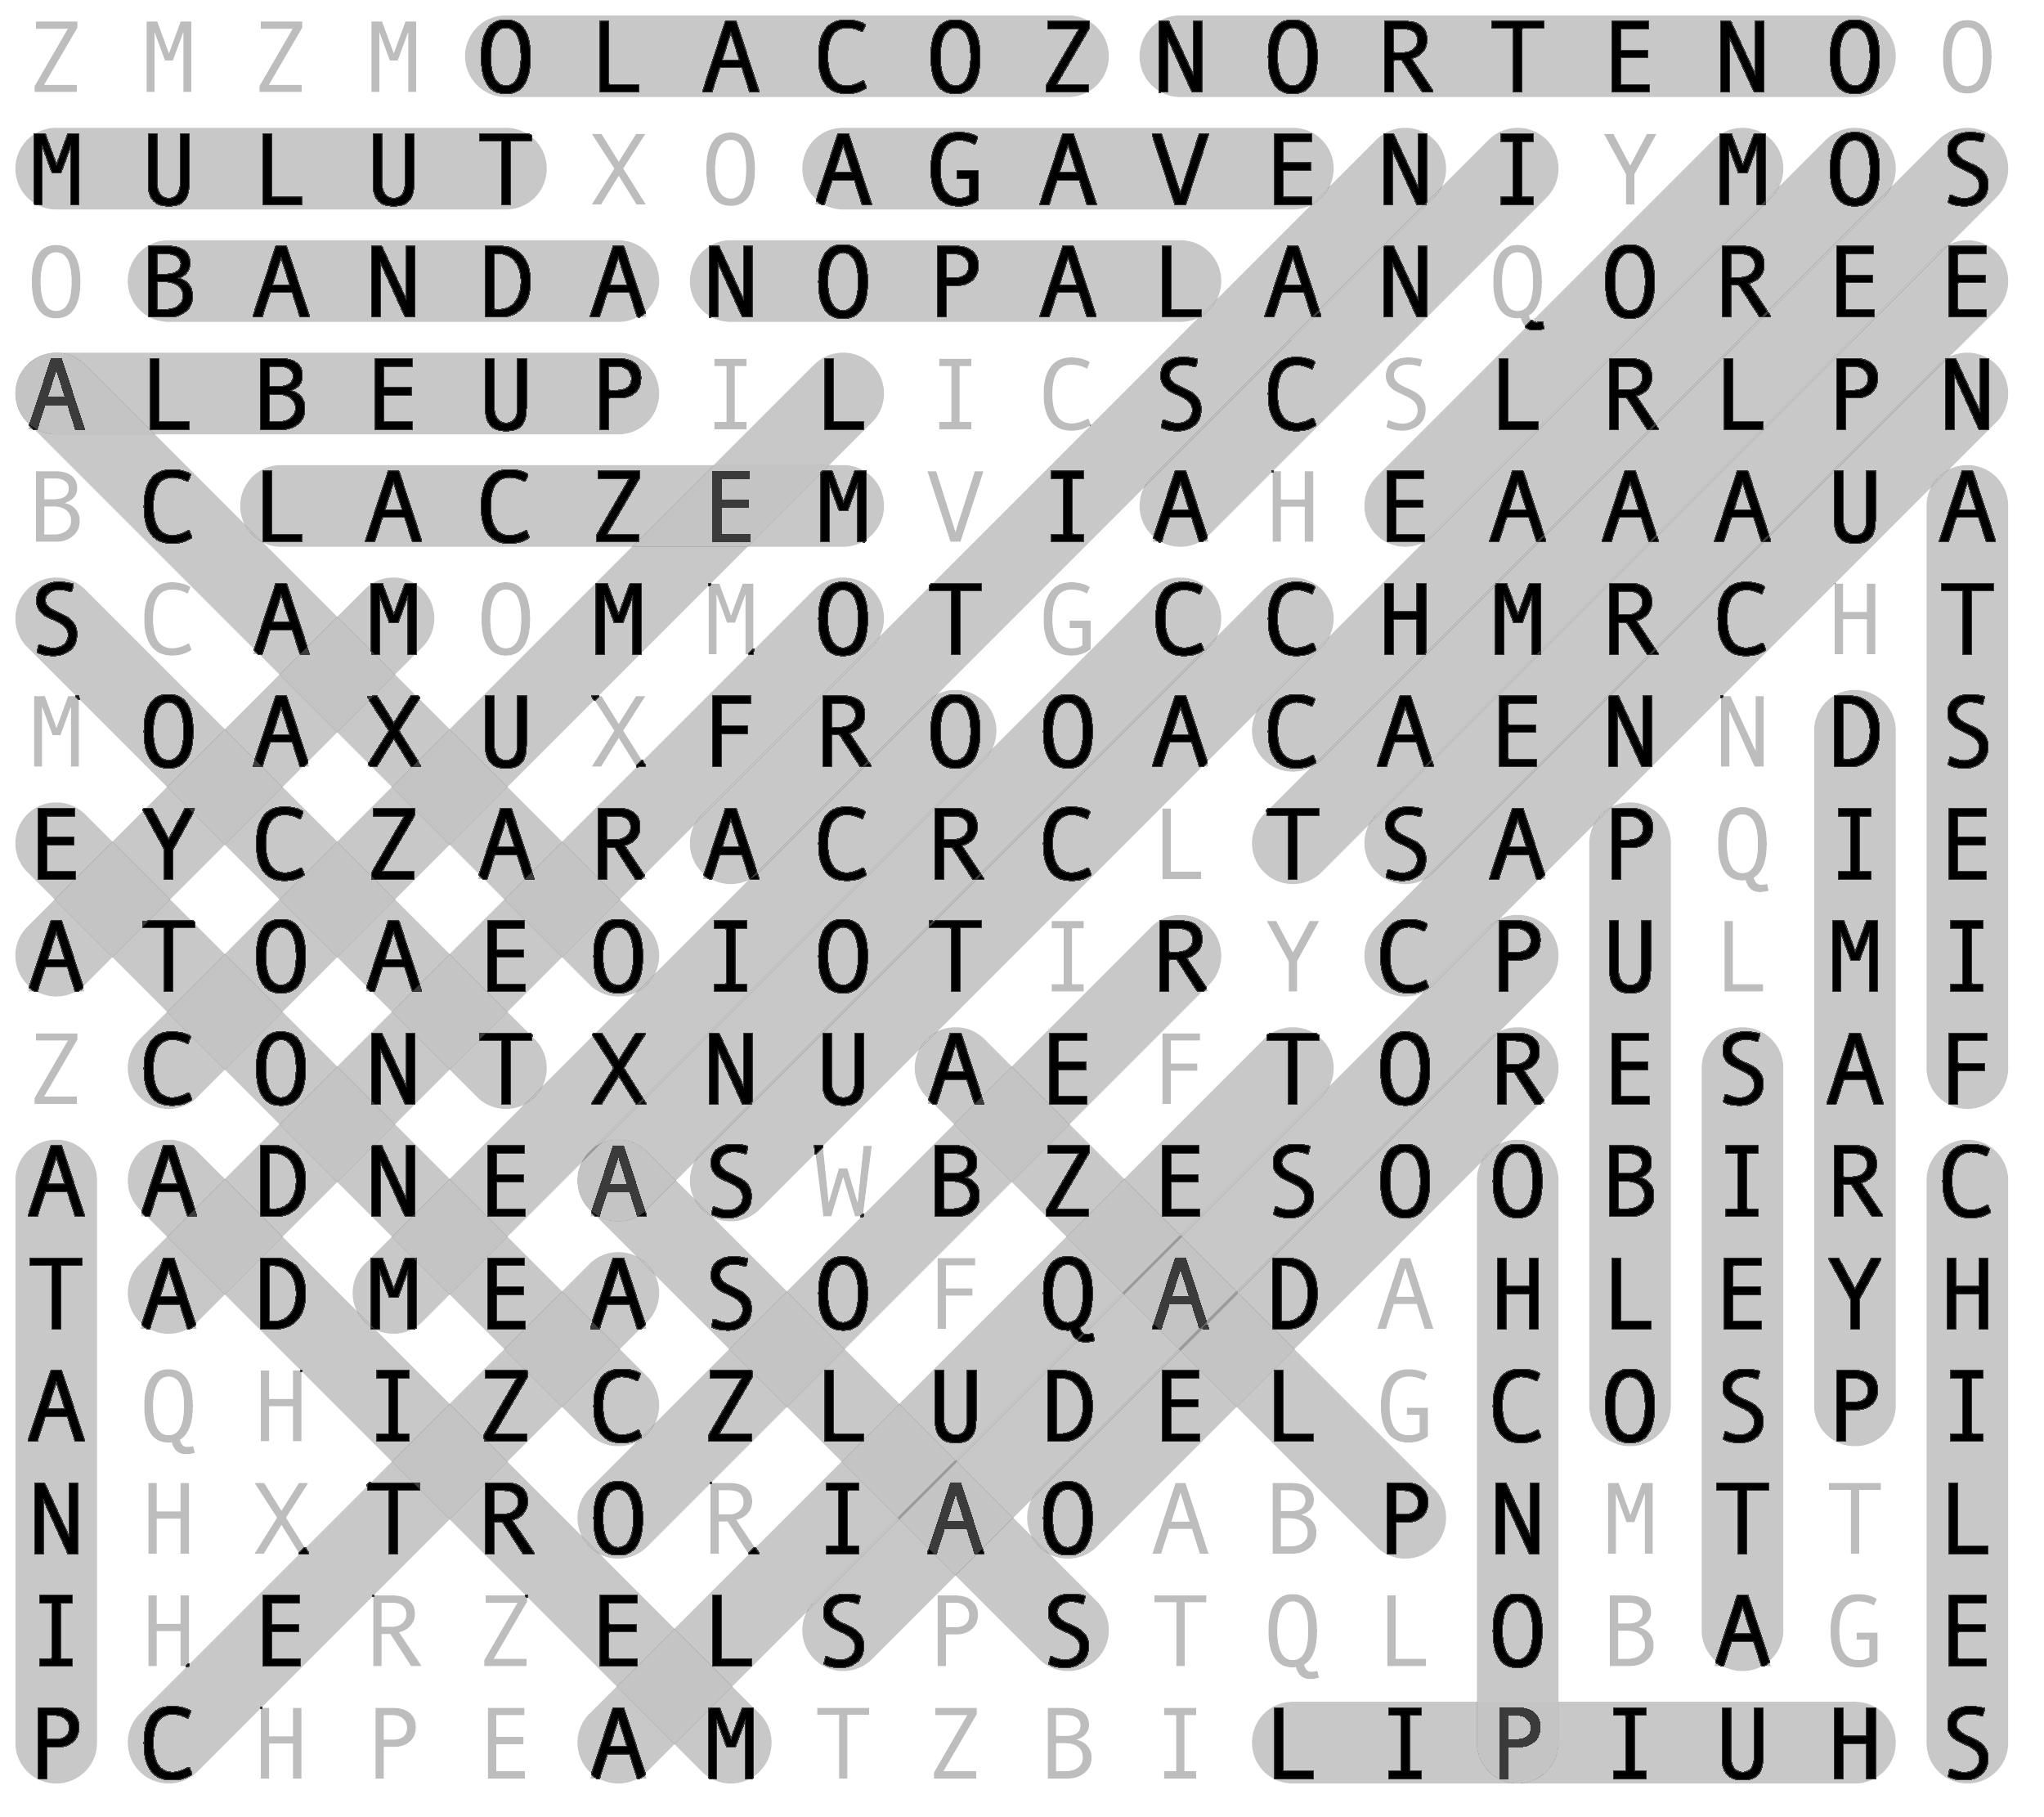 Z M Z M O L A C O Z N O R T E N O O
M U L U T X O A G A V E N I Y M O S
O B A N D A N O P A L A N Q O R E E
A L B E U P I L I C S C S L R L P N
B C L A C Z E M V I A H E A A A U A
S C A M O M M O T G C C H M R C H T
M O A X U X F R O O A C A E N N D S
E Y C Z A R A C R C L T S A P Q I E
A T O A E O I O T I R Y C P U L M I
Z C O N T X N U A E F T O R E S A F
A A D N E A S W B Z E S O O B I R C
T A D M E A S O F Q A D A H L E Y H
A Q H I Z C Z L U D E L G C O S P I
N H X T R O R I A O A B P N M T T L
I H E R Z E L S P S T Q L O B A G E
P C H P E A M T Z B I L I P I U H S